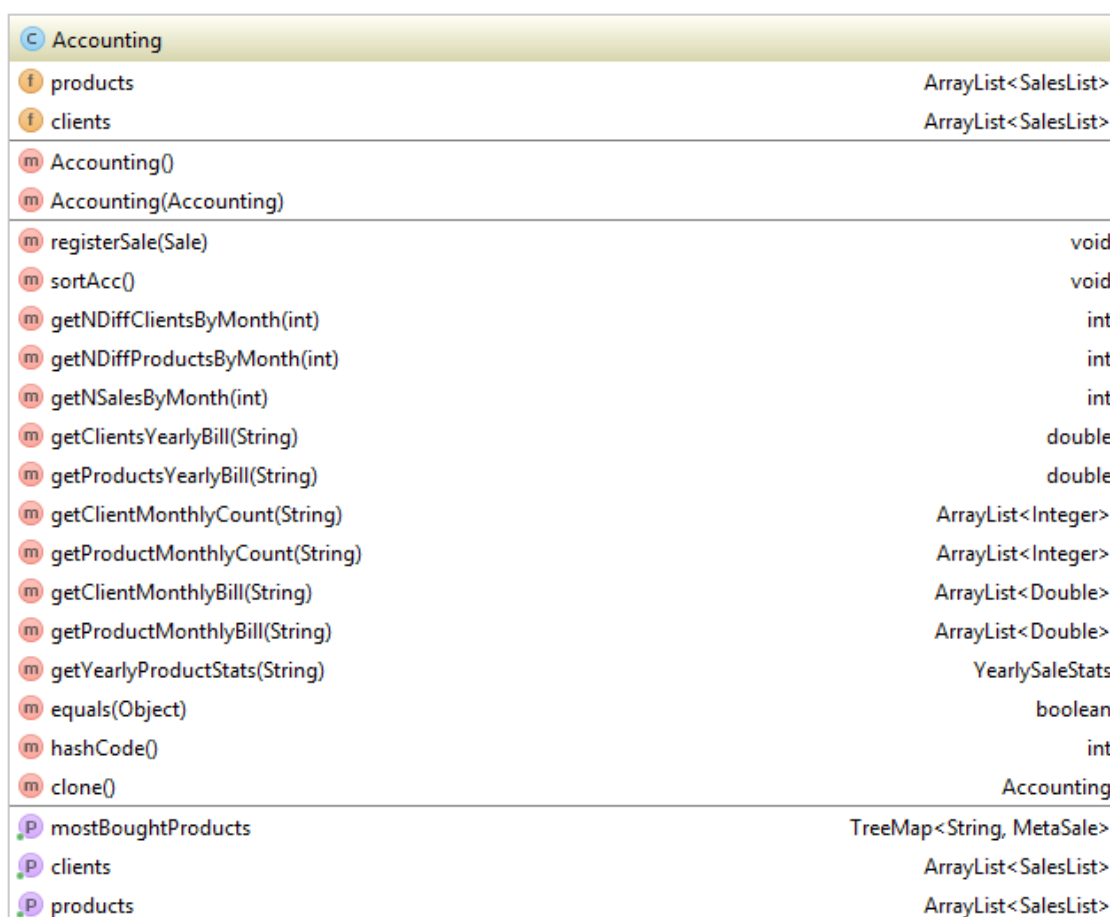 C Accounting
f products ArrayList<SalesList>
f clients ArrayList<SalesList>
m Accounting()
m Accounting(Accounting)
m registerSale(Sale) void
m sortAcc() void
m getNDiffClientsByMonth(int) int
m getNDiffProductsByMonth(int) int
m getNSalesByMonth(int) int
m getClientsYearlyBill(String) double
m getProductsYearlyBill(String) double
m getClientMonthlyCount(String) ArrayList<Integer>
m getProductMonthlyCount(String) ArrayList<Integer>
m getClientMonthlyBill(String) ArrayList<Double>
m getProductMonthlyBill(String) ArrayList<Double>
m getYearlyProductStats(String) YearlySaleStats
m equals(Object) boolean
m hashCode() int
m clone() Accounting
P mostBoughtProducts TreeMap<String, MetaSale>
P clients ArrayList<SalesList>
P products ArrayList<SalesList>